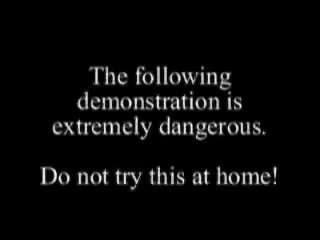 The following
demonstration is
extremely dangerous.
Do not try this at home!